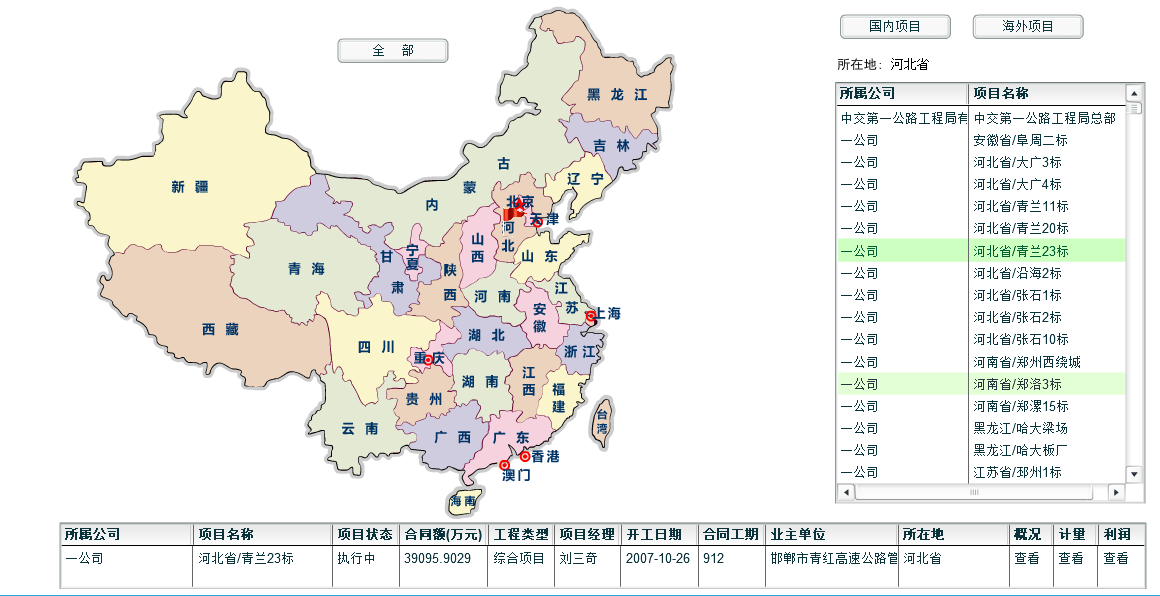 国内项目 海外项目
全 部
所在地：河北省
所属公司 项目名称
中交第一公路工程局有 中交第一公路工程局总部
一公司 安徽省/阜周二标
一公司 河北省/大广3标
一公司 河北省/大广4标
一公司 河北省/青兰11标
一公司 河北省/青兰20标
一公司 河北省/青兰23标
一公司 河北省/沿海2标
一公司 河北省/张石1标
一公司 河北省/张石2标
一公司 河北省/张石10标
一公司 河南省/郑州西绕城
一公司 河南省/郑洛3标
一公司 河南省/郑漯15标
一公司 黑龙江/哈大梁场
一公司 黑龙江/哈大板厂
一公司 江苏省/邳州1标
黑龙江
吉林
辽宁
内蒙古
新疆
北京
天津
河北
山西
山东
宁夏
甘肃
陕西
青海
河南
江苏
安徽
上海
西藏
四川
重庆
湖北
浙江
湖南
江西
贵州
福建
云南
广西
广东
台湾
香港
澳门
海南
所属公司 项目名称 项目状态 合同额(万元) 工程类型 项目经理 开工日期 合同工期 业主单位 所在地 概况 计量 利润
一公司 河北省/青兰23标 执行中 39095.9029 综合项目 刘三奇 2007-10-26 912 邯郸市青红高速公路管 河北省 查看 查看 查看